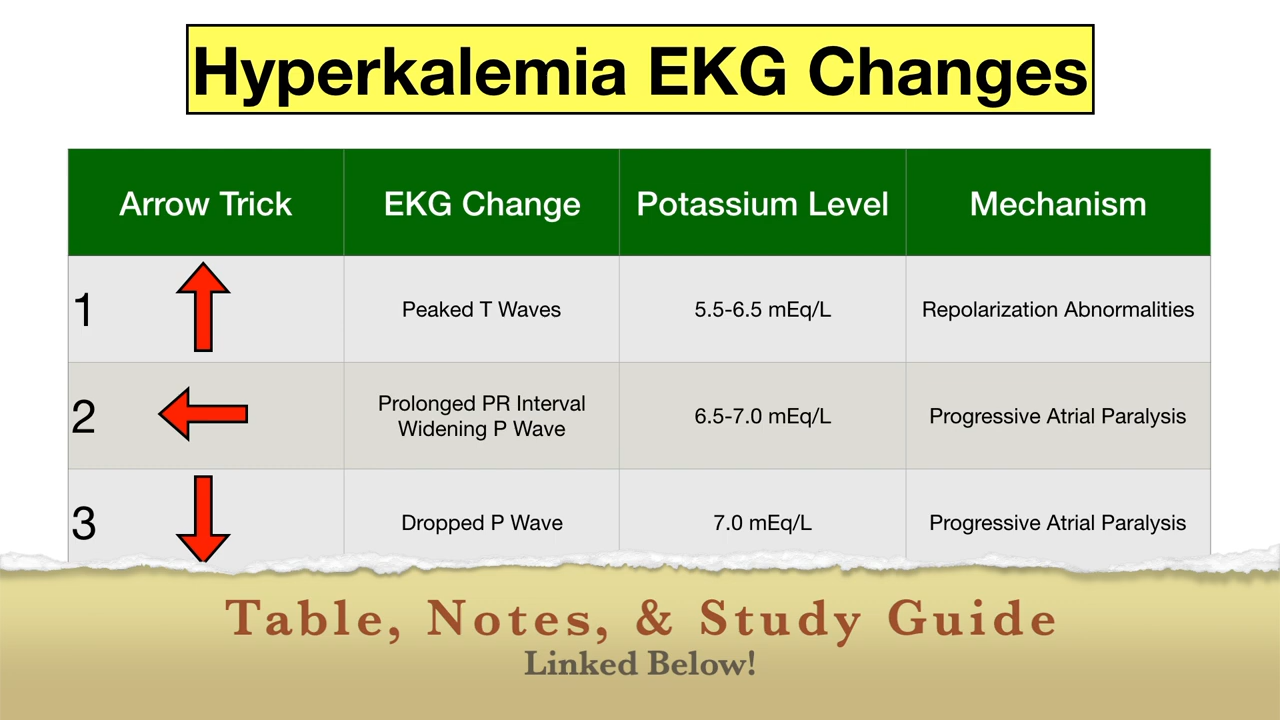 Hyperkalemia EKG Changes
Arrow Trick EKG Change Potassium Level Mechanism
1 Peaked T Waves 5.5-6.5 mEq/L Repolarization Abnormalities
2 Prolonged PR Interval
Widening P Wave 6.5-7.0 mEq/L Progressive Atrial Paralysis
3 Dropped P Wave 7.0 mEq/L Progressive Atrial Paralysis
Table, Notes, & Study Guide
Linked Below!